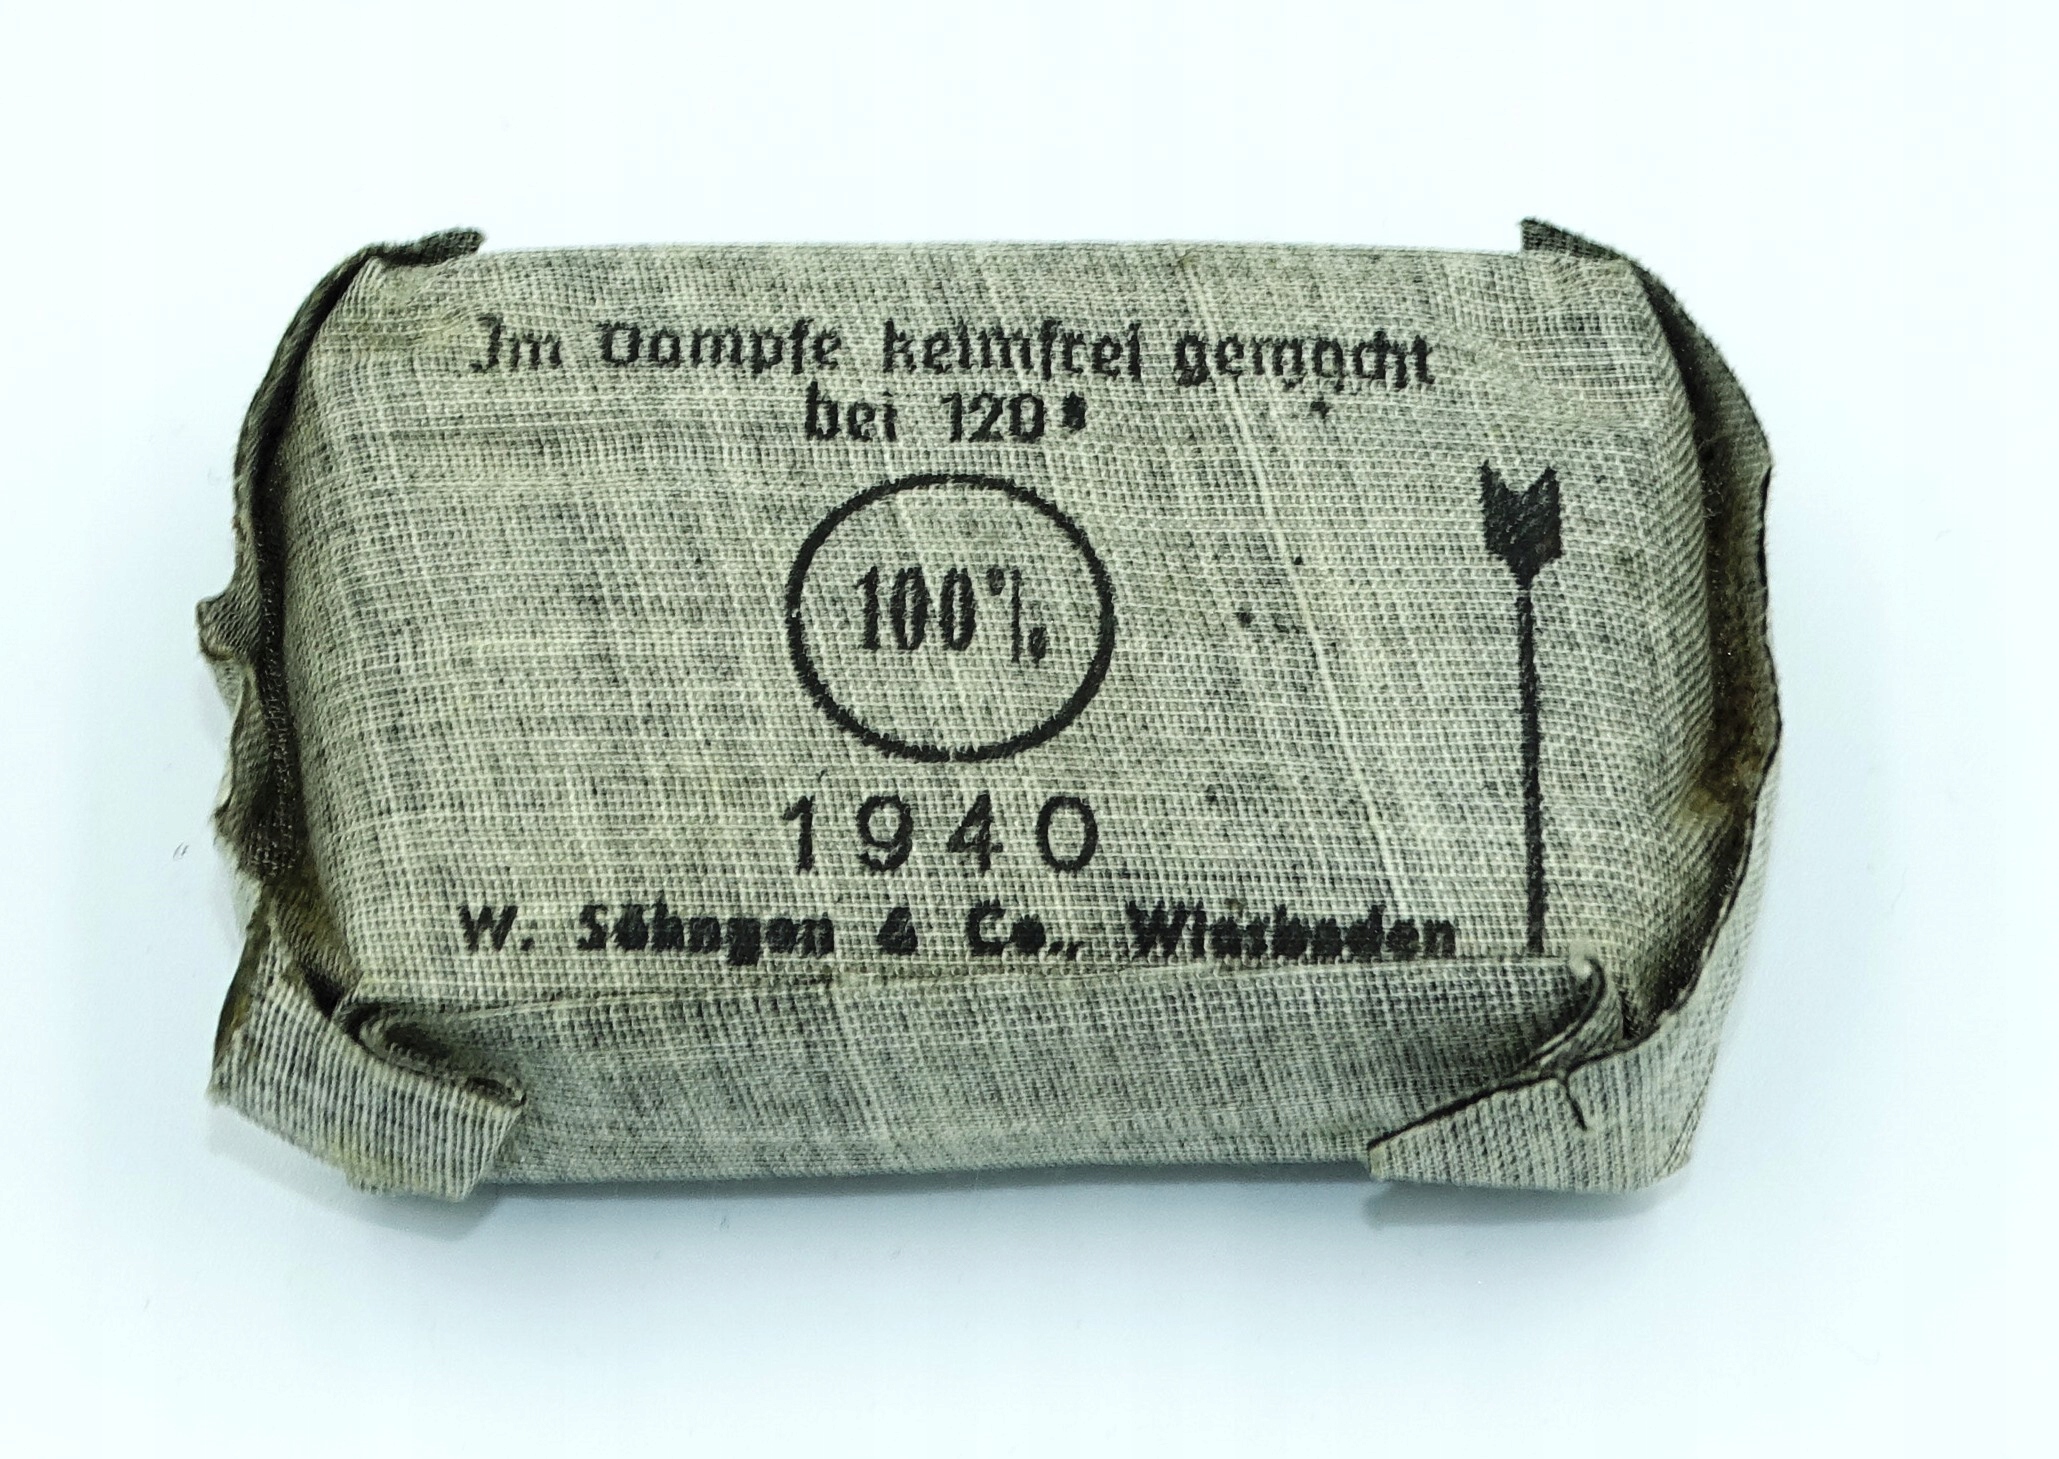 Im Dampfe keimfrei gemacht
bei 120°
100%
1940
W. Söhngen & Co., Wiesbaden